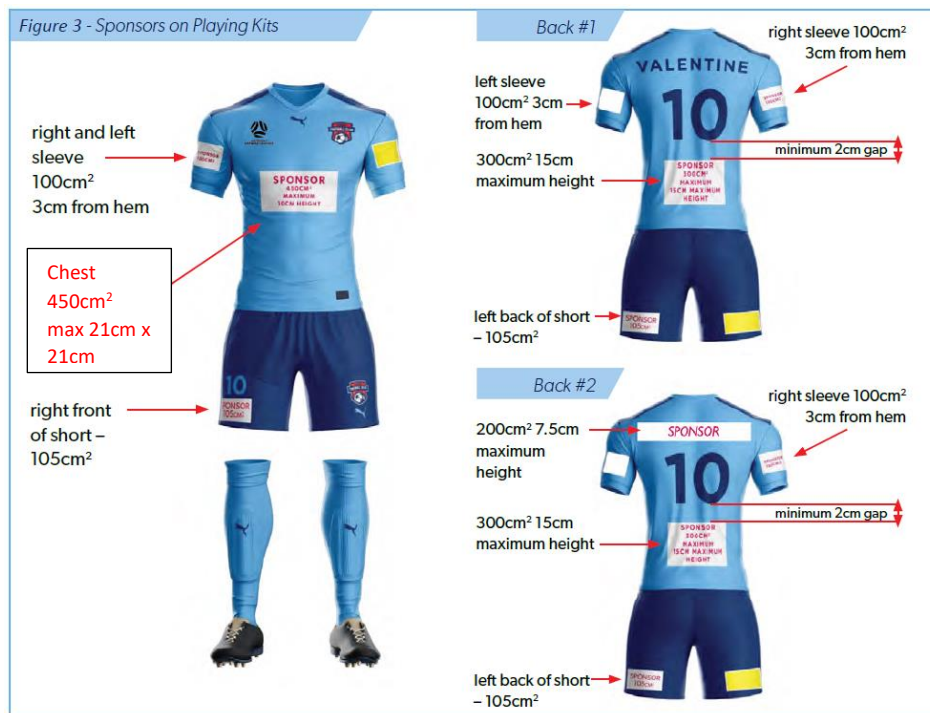 Figure 3 - Sponsors on Playing Kits
right and left
sleeve
100cm²
3cm from hem
SPONSOR
450CM²
MAXIMUM
HEIGHT
Chest
450cm²
max 21cm x
21cm
10
PONSOR
105cm²
right front
of short –
105cm²
Back #1
right sleeve 100cm²
3cm from hem
left sleeve
100cm² 3cm
from hem
VALENTINE
10
minimum 2cm gap
300cm² 15cm
maximum height
SPONSOR
300CM²
MAXIMUM
15CM MAXIMUM
HEIGHT
left back of short
– 105cm²
SPONSOR
105cm²
Back #2
right sleeve 100cm²
3cm from hem
200cm² 7.5cm
maximum
height
SPONSOR
10
minimum 2cm gap
300cm² 15cm
maximum height
SPONSOR
300CM²
MAXIMUM
15CM MAXIMUM
HEIGHT
left back of short
– 105cm²
SPONSOR
105cm²